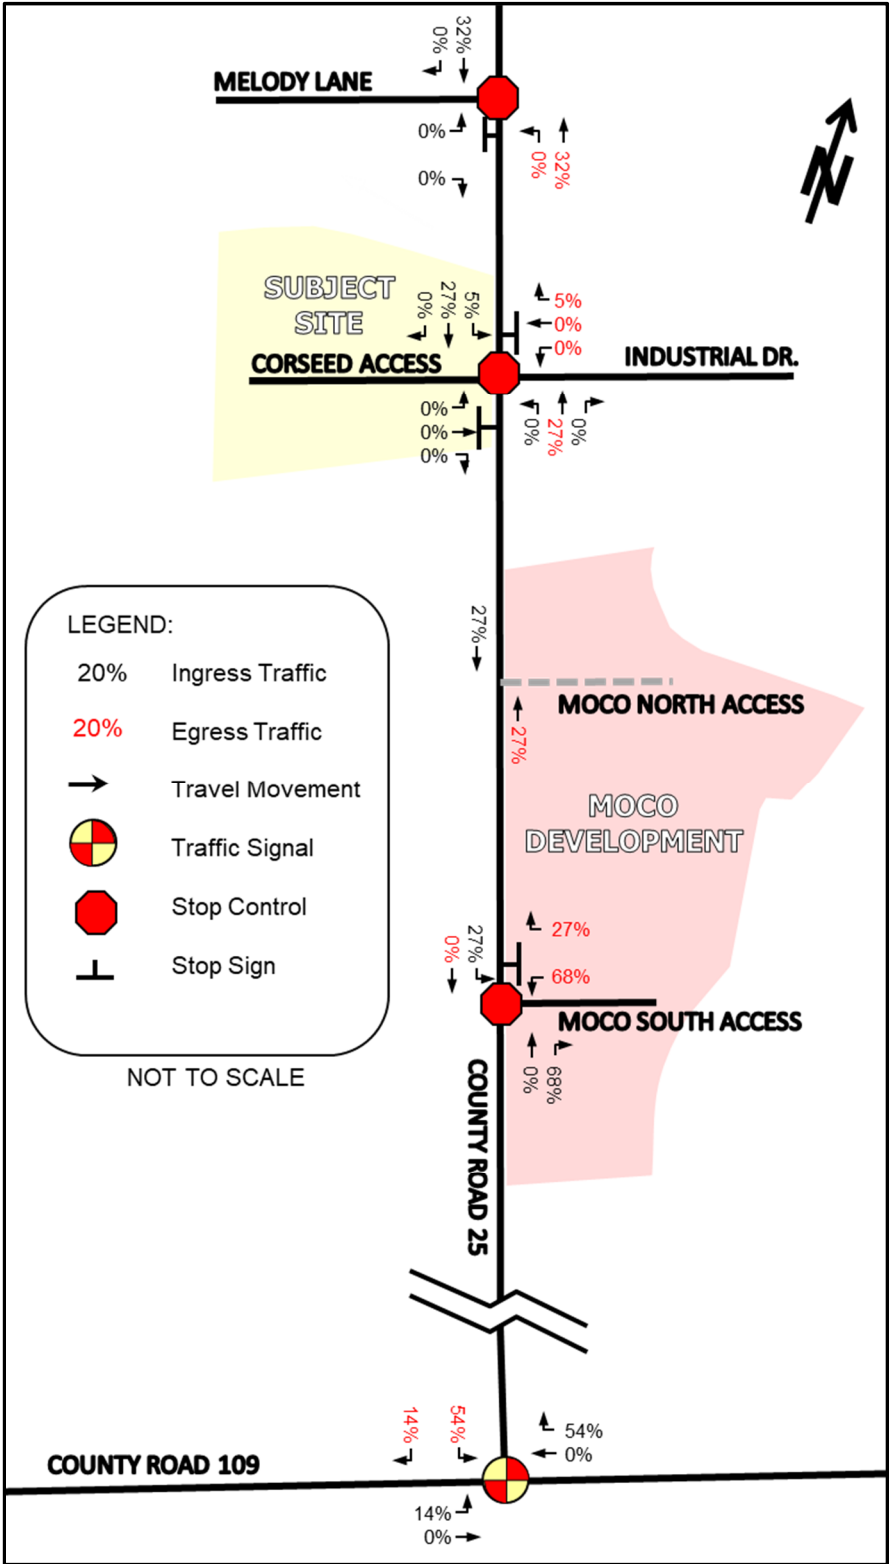 0%
32%
MELODY LANE
0%
0%
32%
0%
N
SUBJECT
SITE
0%
27%
5%
5%
0%
0%
CORSEED ACCESS
INDUSTRIAL DR.
0%
0%
0%
0%
27%
0%
27%
LEGEND:
20% Ingress Traffic
20% Egress Traffic
Travel Movement
Traffic Signal
Stop Control
Stop Sign
NOT TO SCALE
MOCO NORTH ACCESS
27%
MOCO
DEVELOPMENT
0%
27%
27%
68%
MOCO SOUTH ACCESS
0%
68%
COUNTY ROAD 25
14%
54%
54%
0%
COUNTY ROAD 109
14%
0%